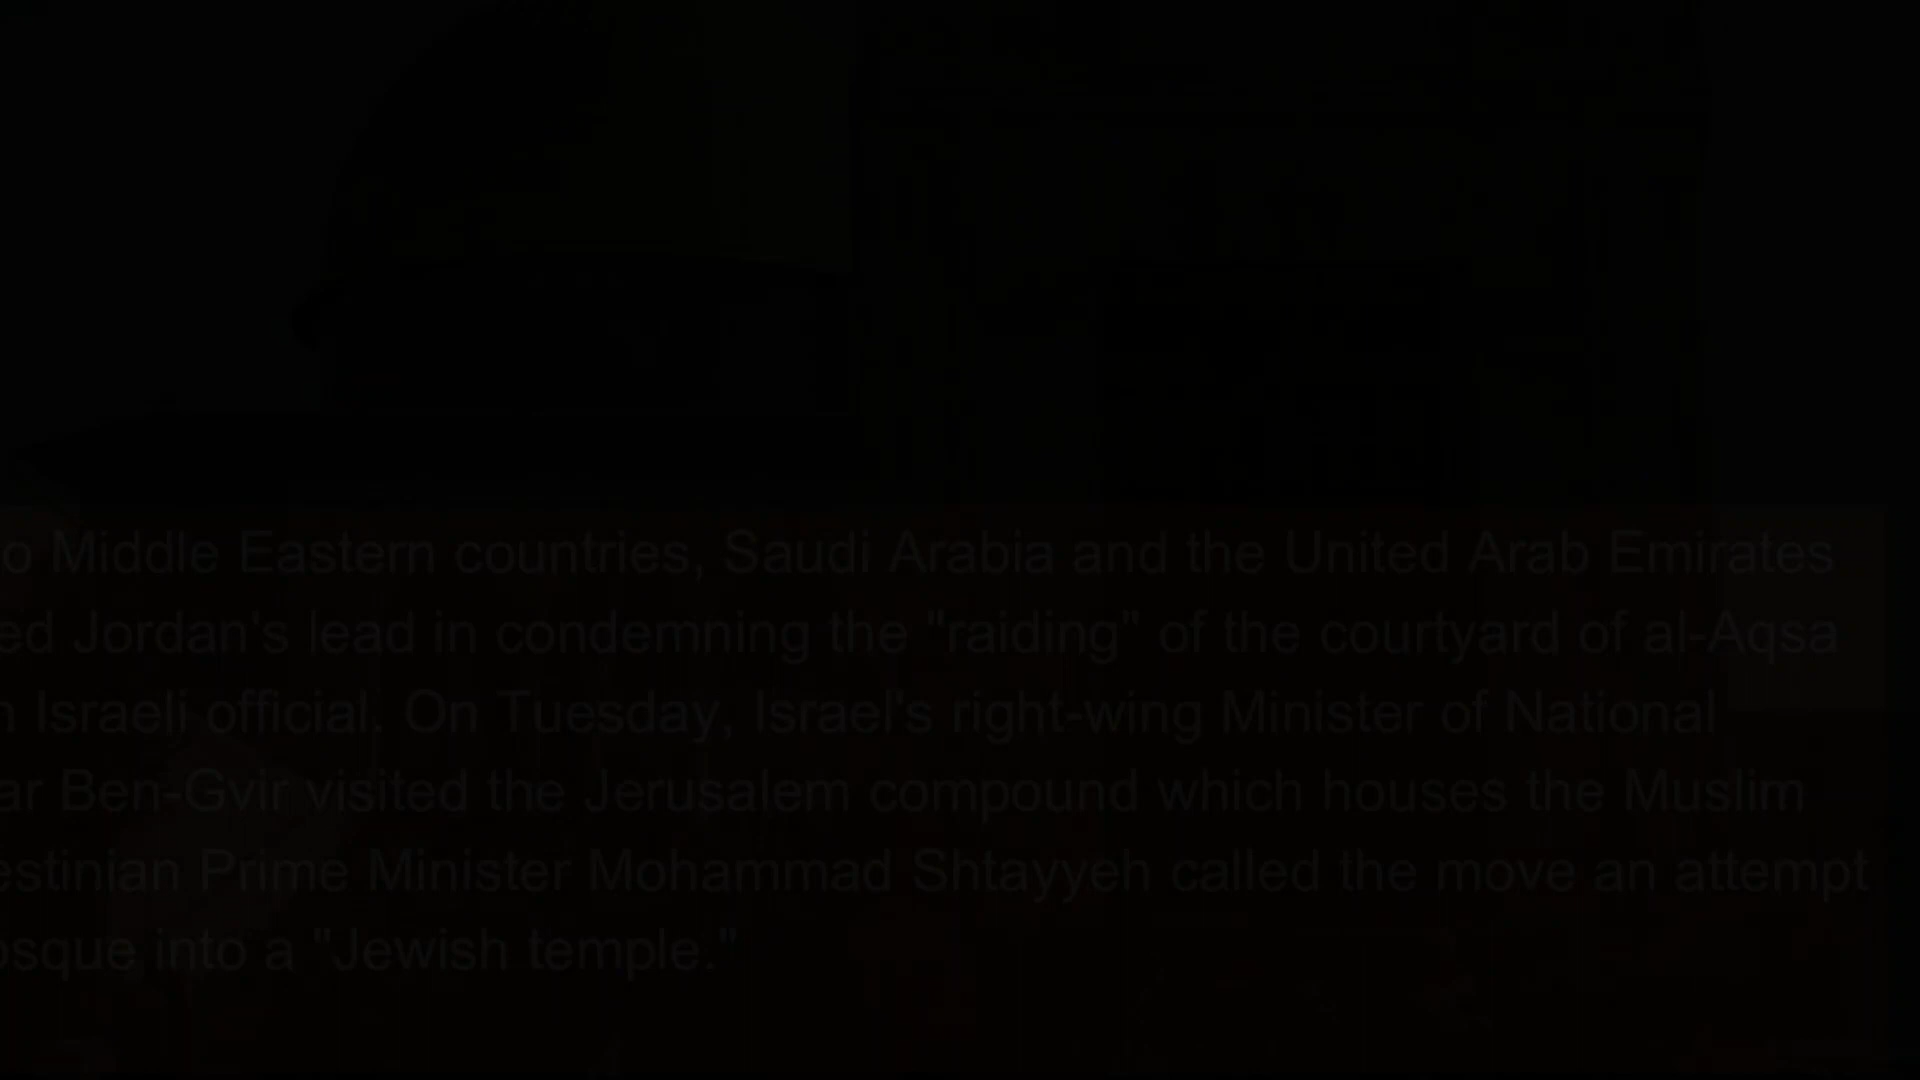 o Middle Eastern countries, Saudi Arabia and the United Arab Emirates
ed Jordan's lead in condemning the "raiding" of the courtyard of al-Aqsa
n Israeli official. On Tuesday, Israel's right-wing Minister of National
ar Ben-Gvir visited the Jerusalem compound which houses the Muslim
estinian Prime Minister Mohammad Shtayyeh called the move an attempt
osque into a "Jewish temple."